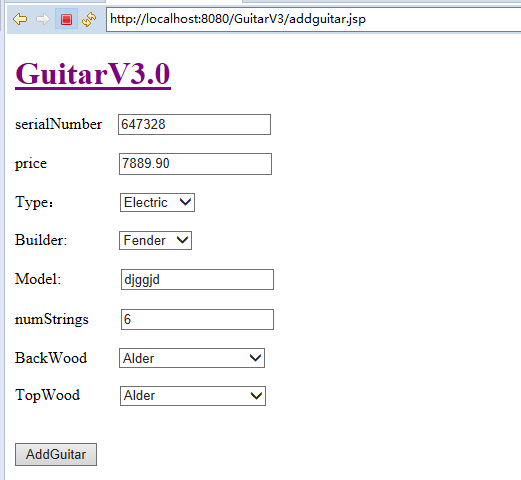 http://localhost:8080/GuitarV3/addguitar.jsp
GuitarV3.0
serialNumber 647328
price 7889.90
Type： Electric
Builder: Fender
Model: djggjd
numStrings 6
BackWood Alder
TopWood Alder
AddGuitar